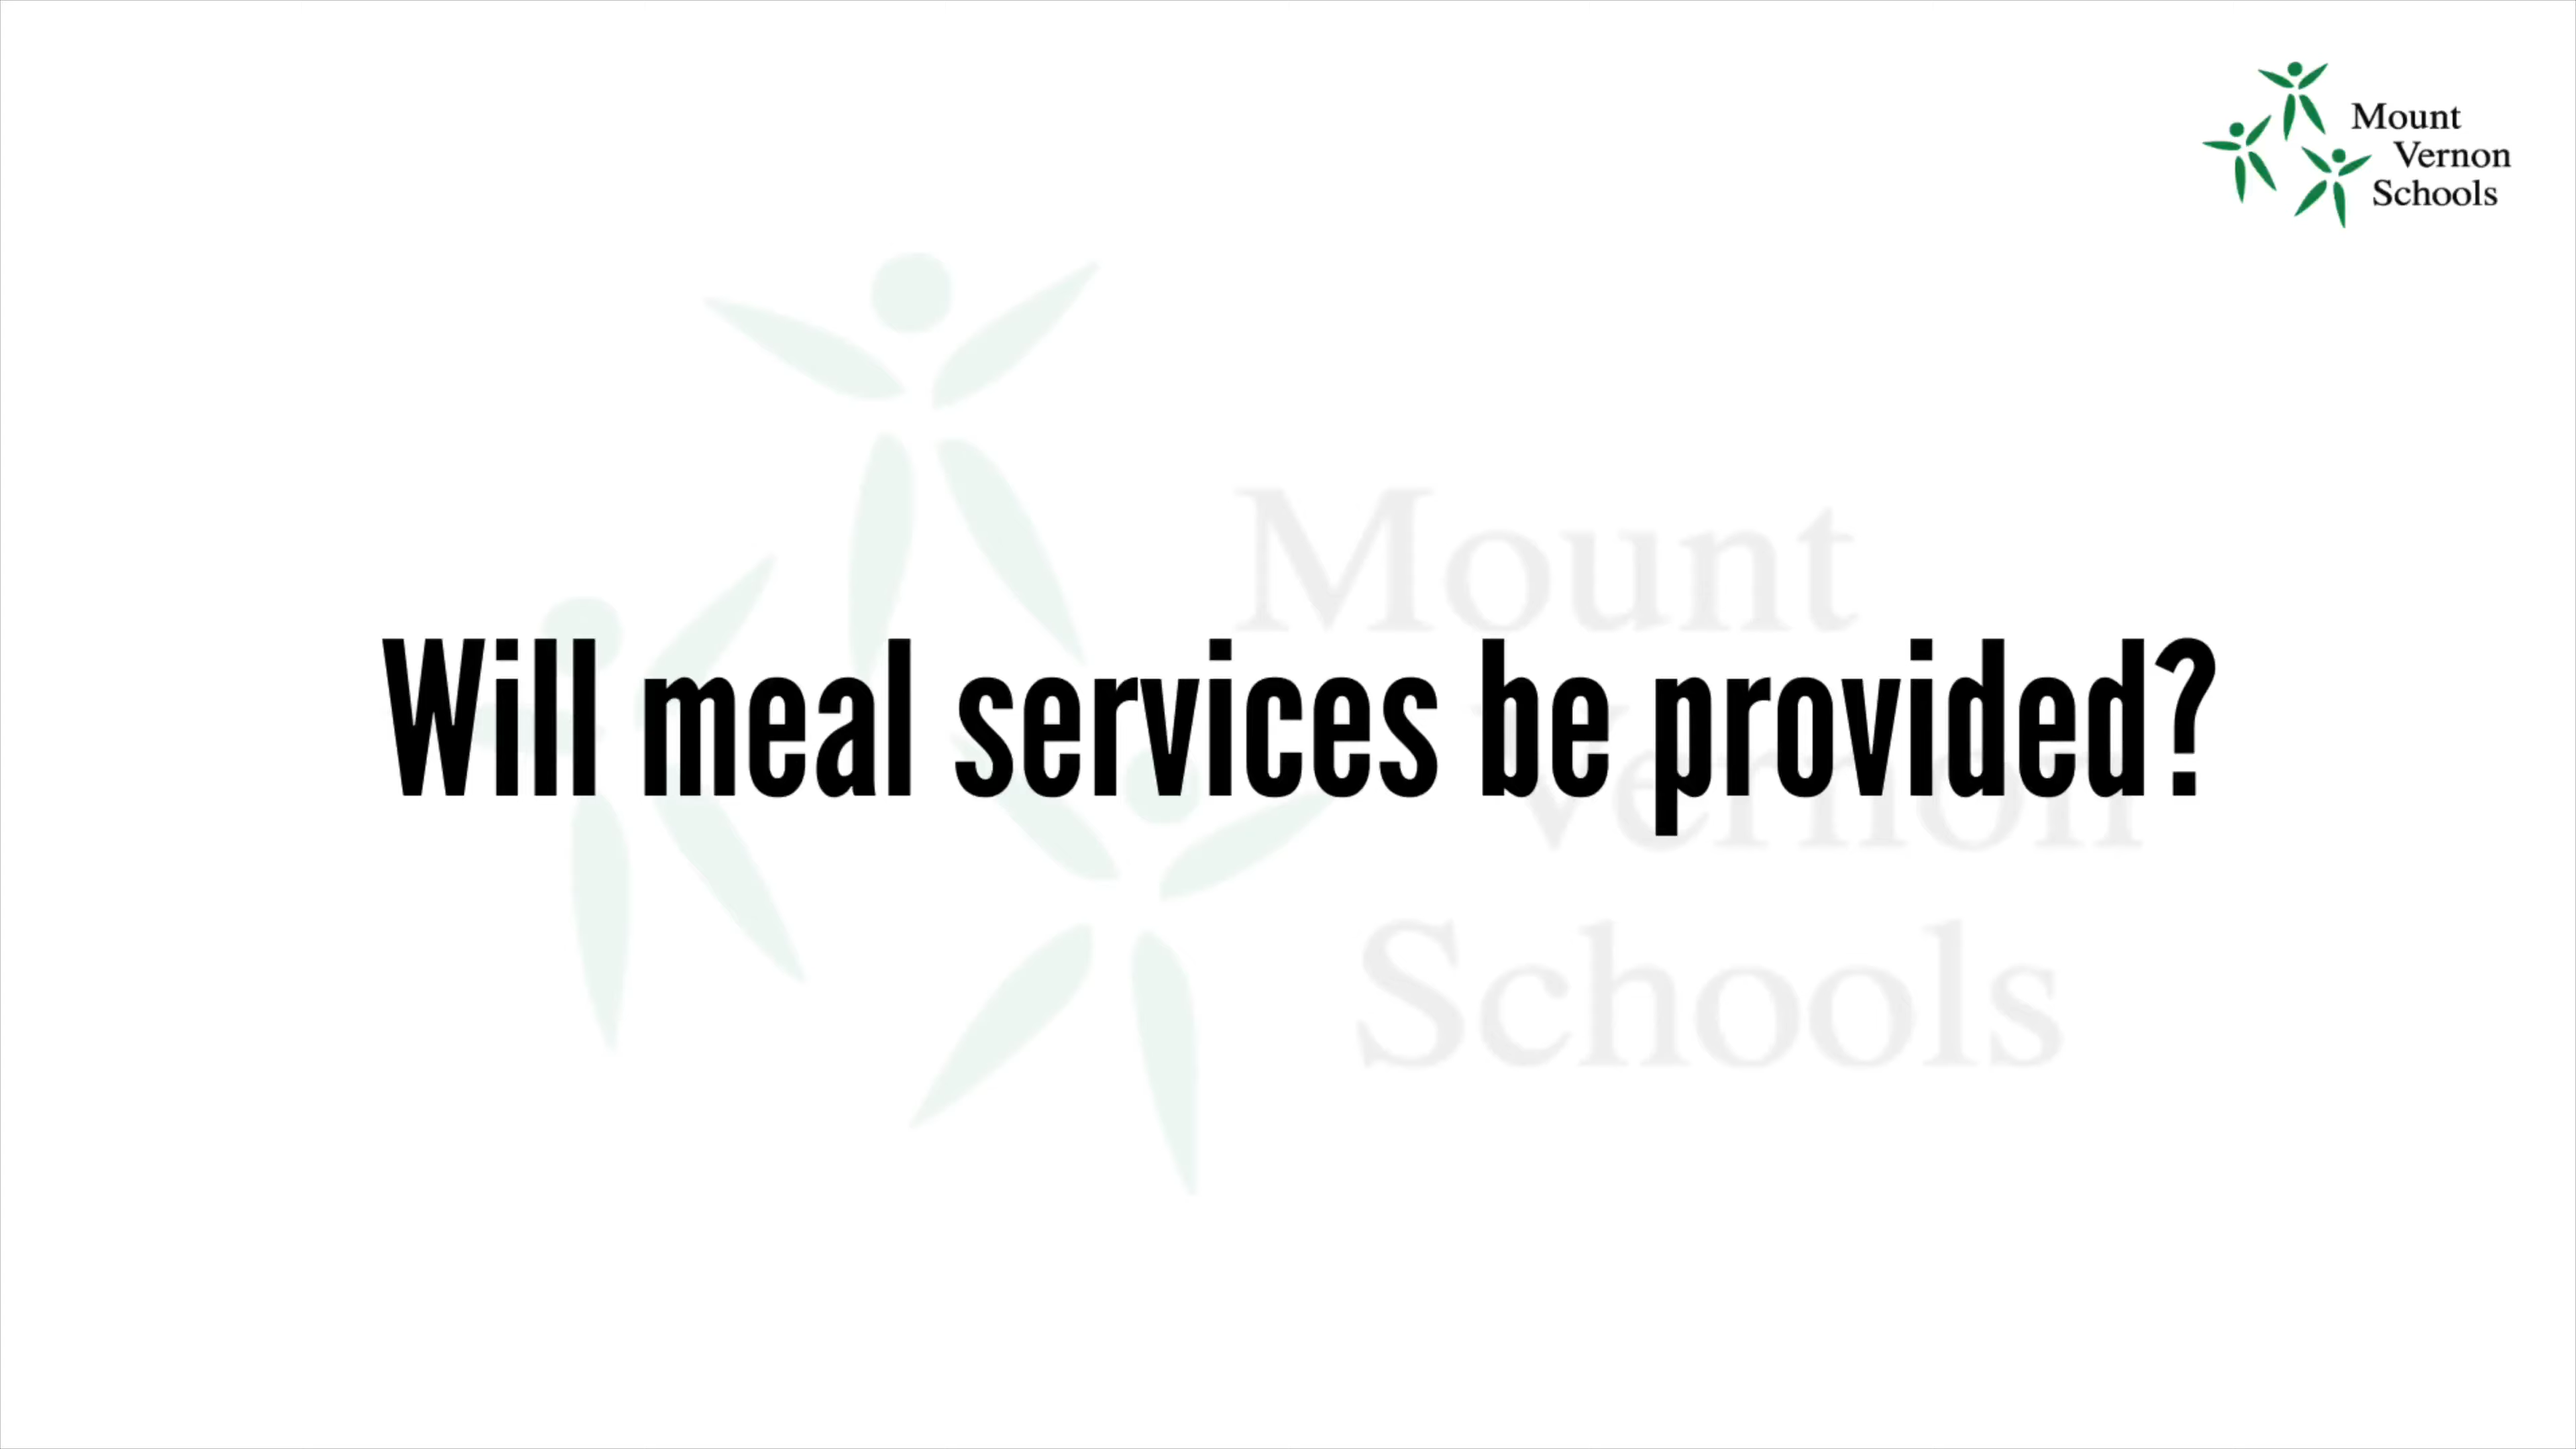 Mount
Vernon
Schools
Mount
Will meal services be provided?
Vernon
Schools